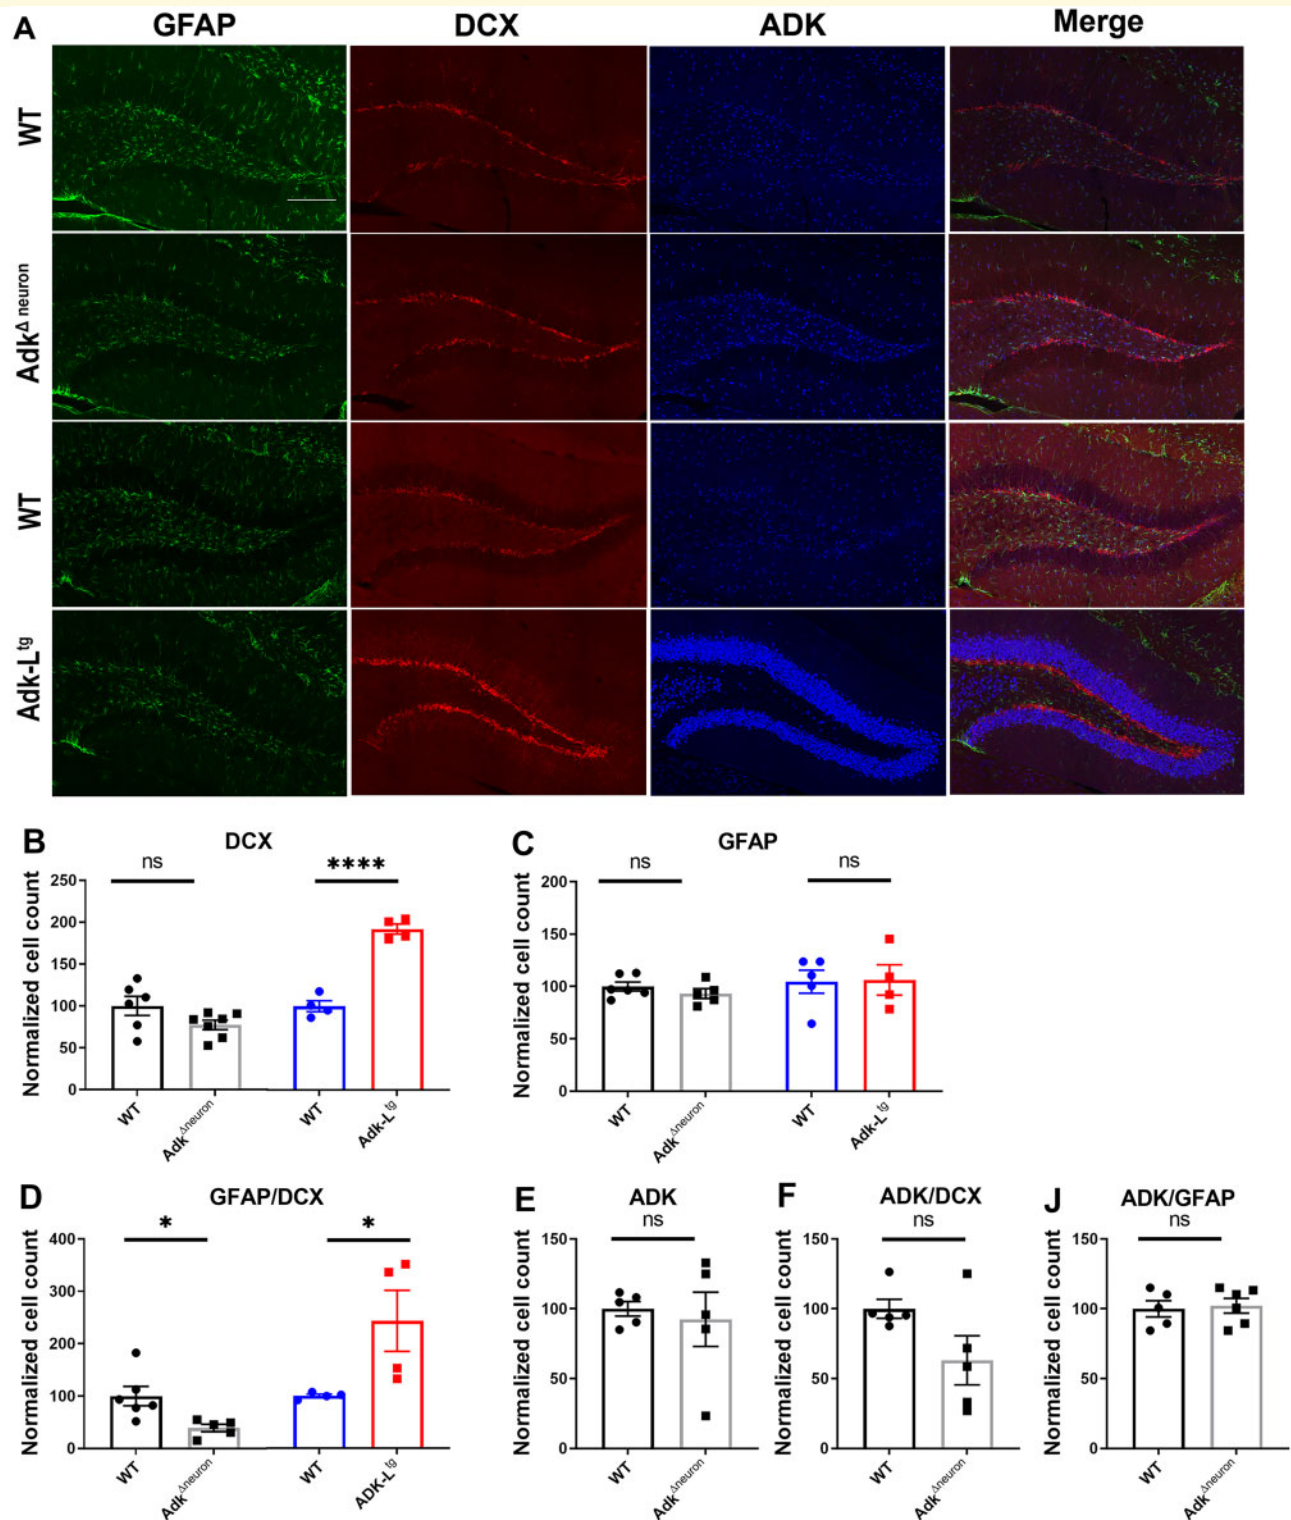 A GFAP DCX ADK Merge
WT
Adk^Δ neuron
WT
Adk-L^tg
B DCX
ns ****
Normalized cell count
250
200
150
100
50
0
WT Adk^Δneuron WT Adk-L^tg
C GFAP
ns ns
Normalized cell count
200
150
100
50
0
WT Adk^Δneuron WT Adk-L^tg
D GFAP/DCX
* *
Normalized cell count
400
300
200
100
0
WT Adk^Δneuron WT ADK-L^tg
E ADK
ns
Normalized cell count
150
100
50
0
WT Adk^Δneuron
F ADK/DCX
ns
Normalized cell count
150
100
50
0
WT Adk^Δneuron
J ADK/GFAP
ns
Normalized cell count
150
100
50
0
WT Adk^Δneuron